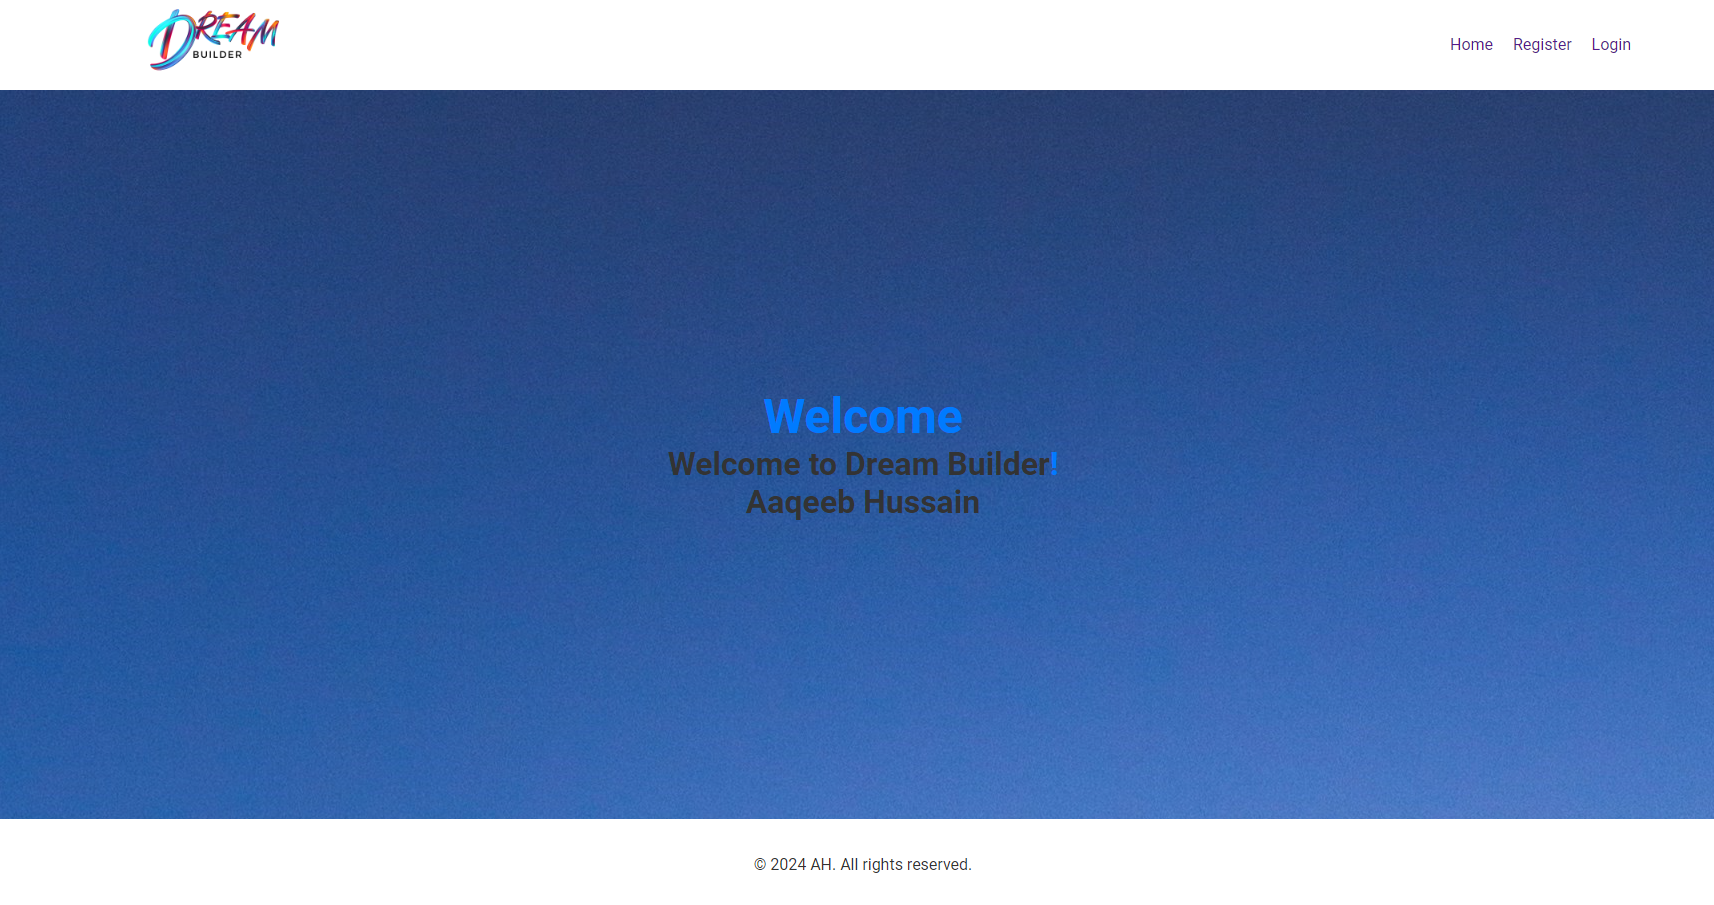 DREAM
BUILDER
Home Register Login
Welcome
Welcome to Dream Builder!
Aaqeeb Hussain
© 2024 AH. All rights reserved.